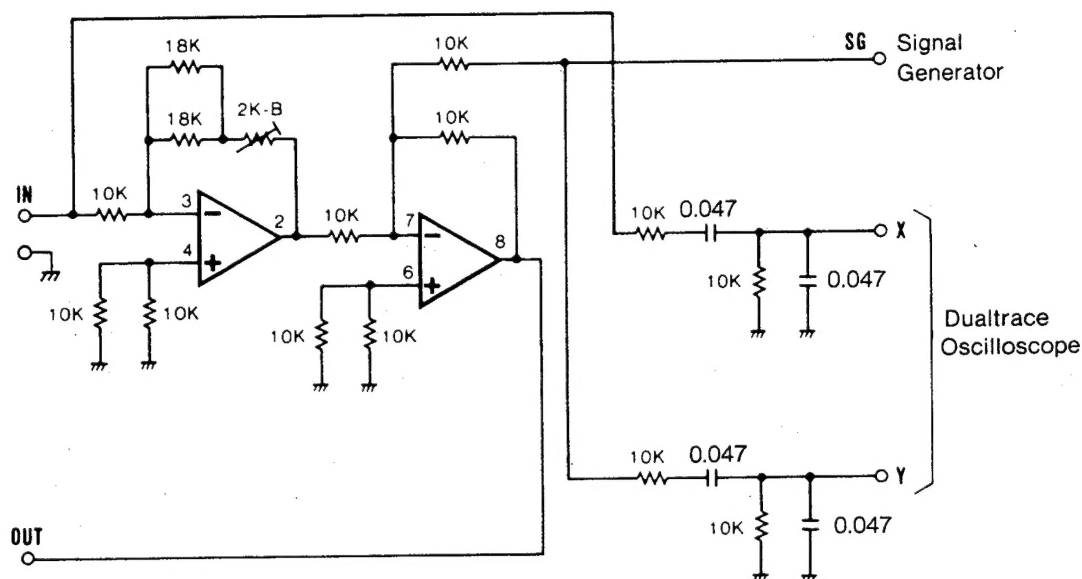 18K
18K
2K-B
10K
10K
SG
Signal
Generator
IN
10K
3
2
4
10K
10K
10K
7
8
6
10K
10K
10K
0.047
X
10K
0.047
Dualtrace
Oscilloscope
10K
0.047
Y
10K
0.047
OUT